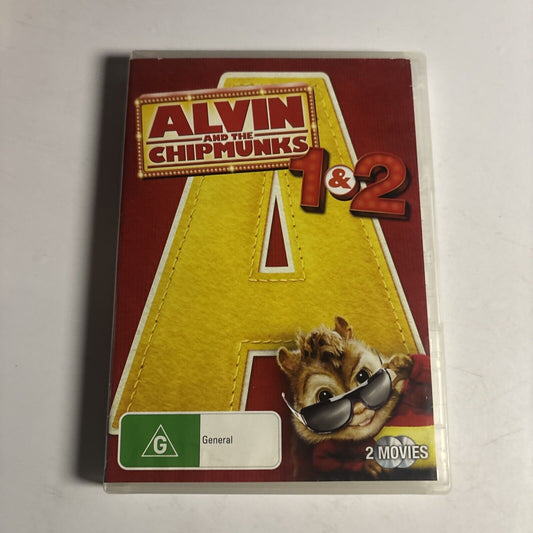 ALVIN
AND THE
CHIPMUNKS
1&2
A
G
General
2 MOVIES